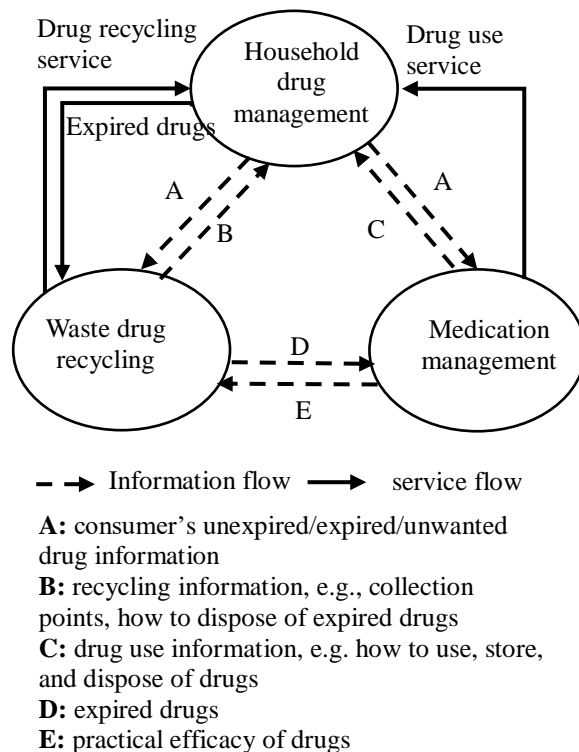 Drug recycling
service
Household
drug
management
Drug use
service
Expired drugs
A
B
A
C
Waste drug
recycling
D
E
Medication
management
Information flow
service flow
A: consumer's unexpired/expired/unwanted
drug information
B: recycling information, e.g., collection
points, how to dispose of expired drugs
C: drug use information, e.g. how to use, store,
and dispose of drugs
D: expired drugs
E: practical efficacy of drugs